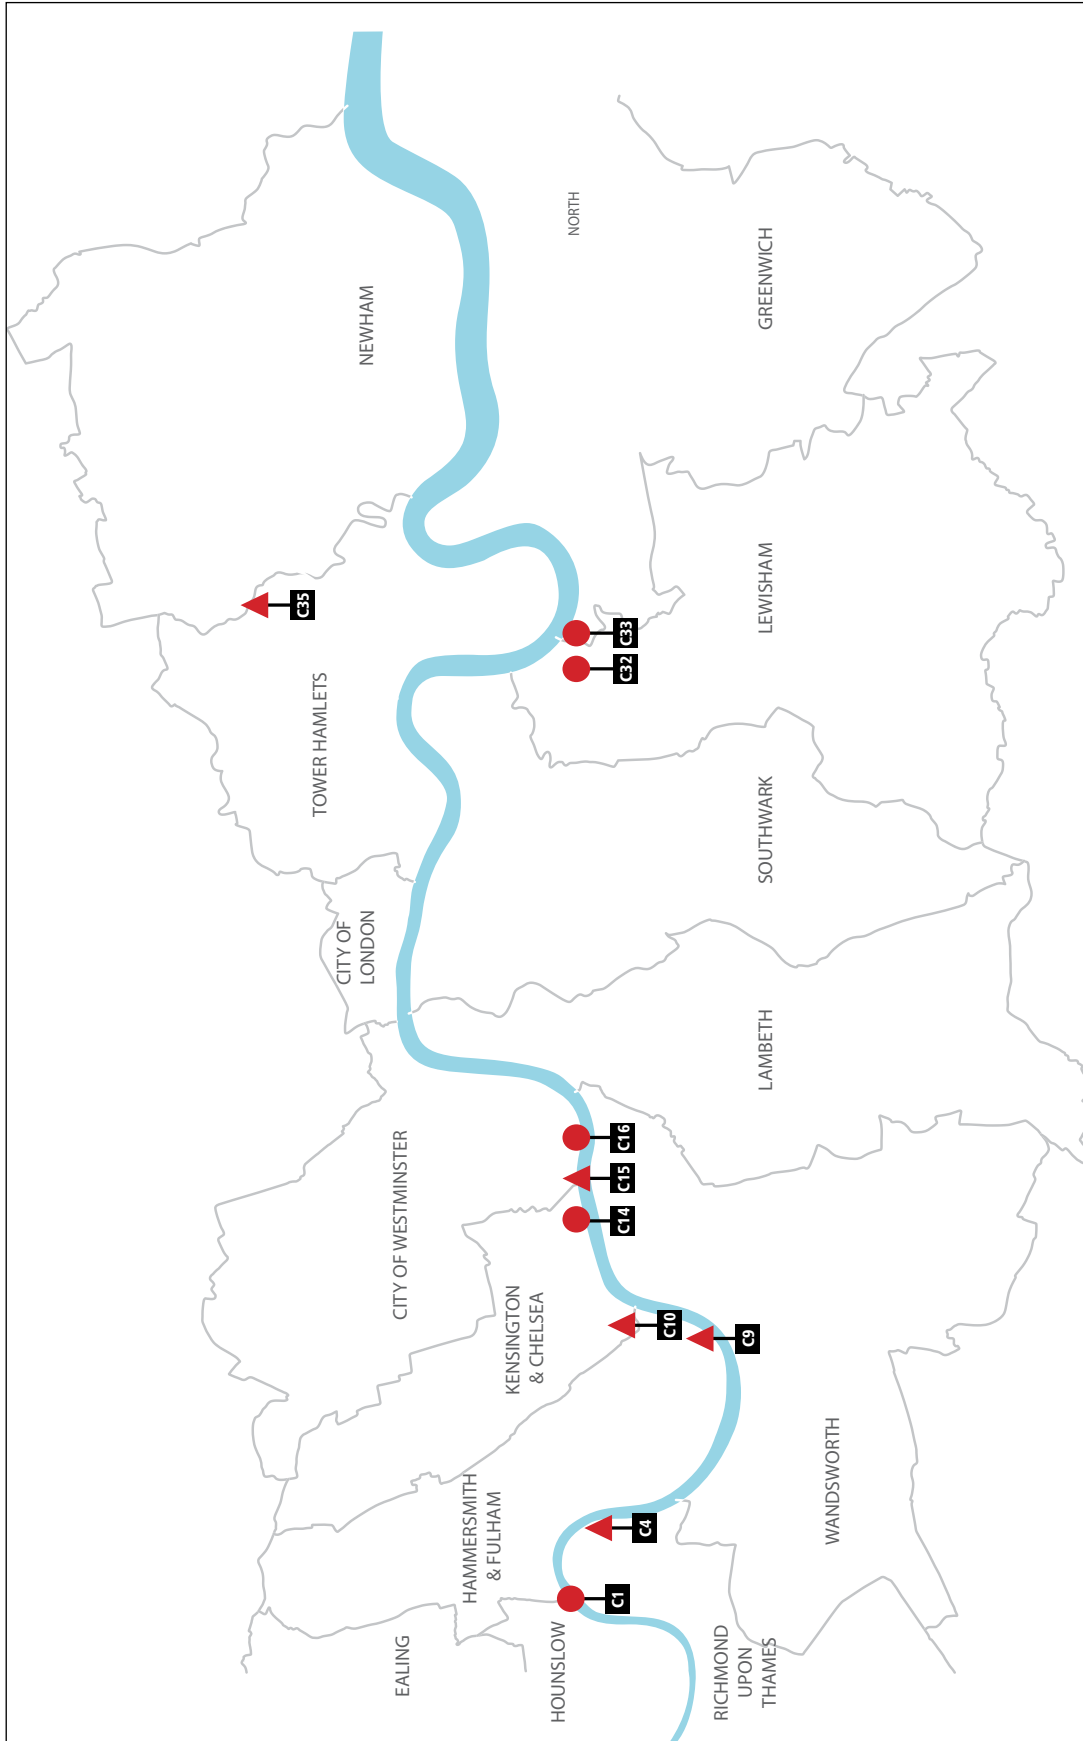 EALING
HOUNSLOW
RICHMOND
UPON
THAMES
HAMMERSMITH
& FULHAM
KENSINGTON
& CHELSEA
CITY OF WESTMINSTER
WANDSWORTH
CITY OF
LONDON
LAMBETH
TOWER HAMLETS
SOUTHWARK
LEWISHAM
NEWHAM
NORTH
GREENWICH
C1
C4
C9
C10
C14
C15
C16
C32
C33
C35